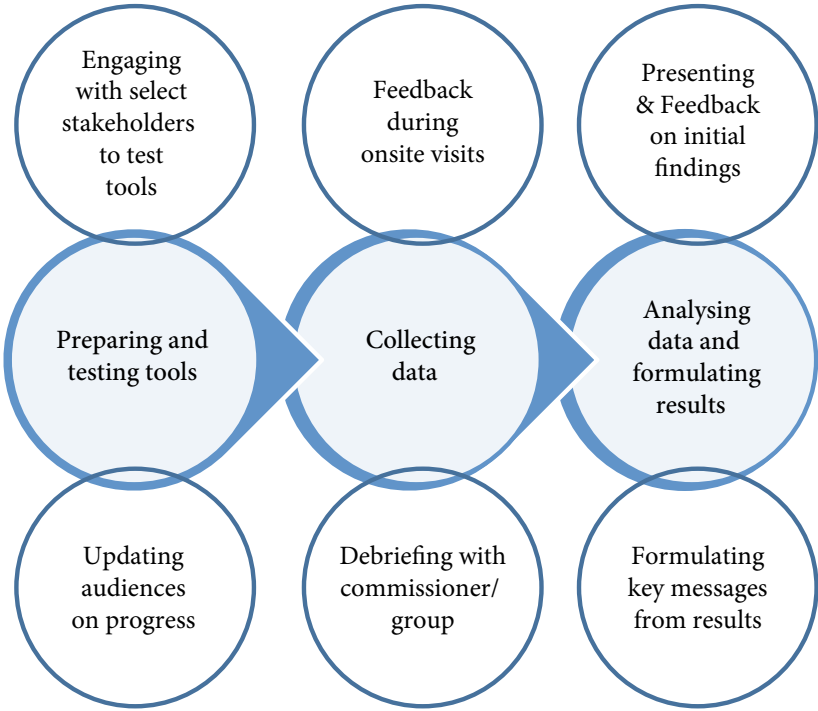 Engaging
with select
stakeholders
to test
tools
Feedback
during
onsite visits
Presenting
& Feedback
on initial
findings
Preparing and
testing tools
Collecting
data
Analysing
data and
formulating
results
Updating
audiences
on progress
Debriefing with
commissioner/
group
Formulating
key messages
from results